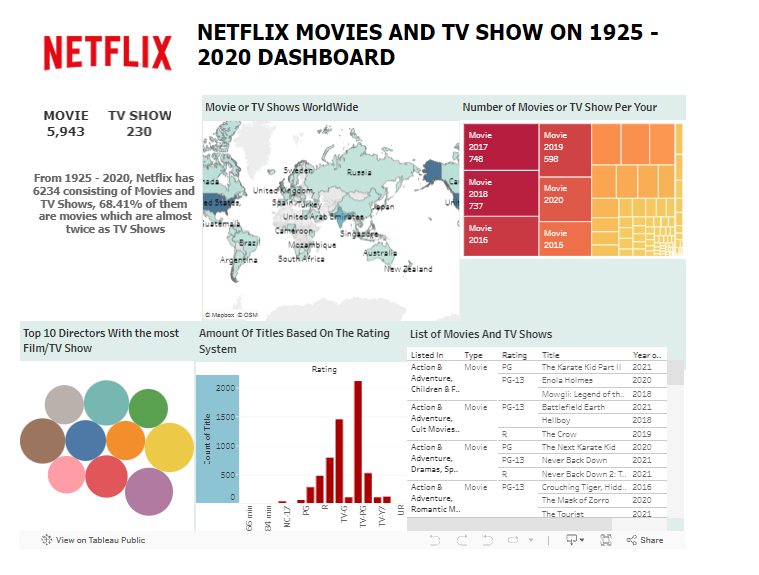 NETFLIX
NETFLIX MOVIES AND TV SHOW ON 1925 -
2020 DASHBOARD
MOVIE
5,943
TV SHOW
230
From 1925 - 2020, Netflix has
6234 consisting of Movies and
TV Shows, 68.41% of them
are movies which are almost
twice as TV Shows
Movie or TV Shows WorldWide
Sweden
Russia
nada
United Kingdom
ed States
Spain
Turkey
Japan
Ca
Uni
United Arab Emirates
uatemala
Cameroon
Singapore
Brazil
Mozambique
Australia
Argentina
South Africa
New Zealand
© Mapbox © OSM
Number of Movies or TV Show Per Year
Movie
2017
748
Movie
2018
737
Movie
2016
Movie
2019
598
Movie
2020
Movie
2015
Top 10 Directors With the most
Film/TV Show
Amount Of Titles Based On The Rating
System
Rating
Count of Title
2000
1500
1000
500
0
66 min
84 min
NC-17
PG
R
TV-G
TV-PG
TV-Y7
UR
List of Movies And TV Shows
Listed In Type Rating Title Year o..
Action &
Adventure,
Children & F..
Movie PG The Karate Kid Part II 2021
PG-13 Enola Holmes 2020
Mowgli: Legend of th.. 2018
Action &
Adventure,
Cult Movies..
Movie PG-13 Battlefield Earth 2021
Hellboy 2018
R The Crow 2019
Action &
Adventure,
Dramas, Sp..
Movie PG The Next Karate Kid 2020
PG-13 Never Back Down 2021
R Never Back Down 2: T.. 2021
Action &
Adventure,
Romantic M..
Movie PG-13 Crouching Tiger, Hidd.. 2016
The Mask of Zorro 2020
The Tourist 2021
View on Tableau Public
Share